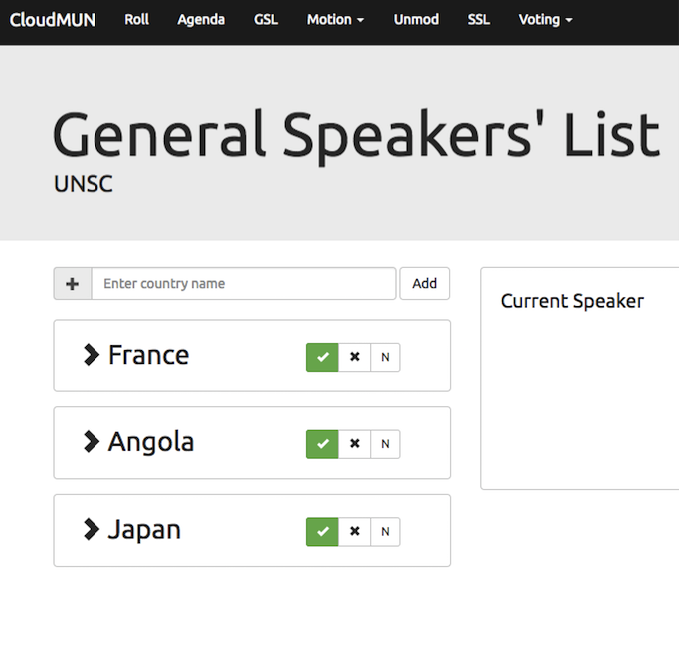 CloudMUN Roll Agenda GSL Motion Unmod SSL Voting
General Speakers' List
UNSC
Enter country name Add
Current Speaker
France N
Angola N
Japan N